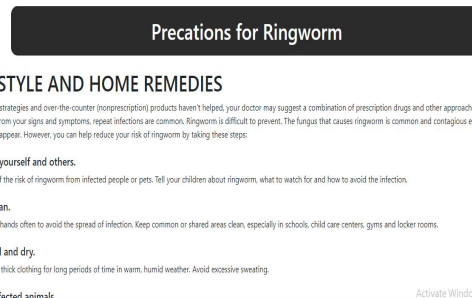 Precations for Ringworm
STYLE AND HOME REMEDIES
strategies and over-the-counter (nonprescription) products haven't helped, your doctor may suggest a combination of prescription drugs and other approach
rom your signs and symptoms, repeat infections are common. Ringworm is difficult to prevent. The fungus that causes ringworm is common and contagious e
appear. However, you can help reduce your risk of ringworm by taking these steps:
yourself and others.
f the risk of ringworm from infected people or pets. Tell your children about ringworm, what to watch for and how to avoid the infection.
an.
hands often to avoid the spread of infection. Keep common or shared areas clean, especially in schools, child care centers, gyms and locker rooms.
l and dry.
thick clothing for long periods of time in warm, humid weather. Avoid excessive sweating.
fected animals
Activate Windo